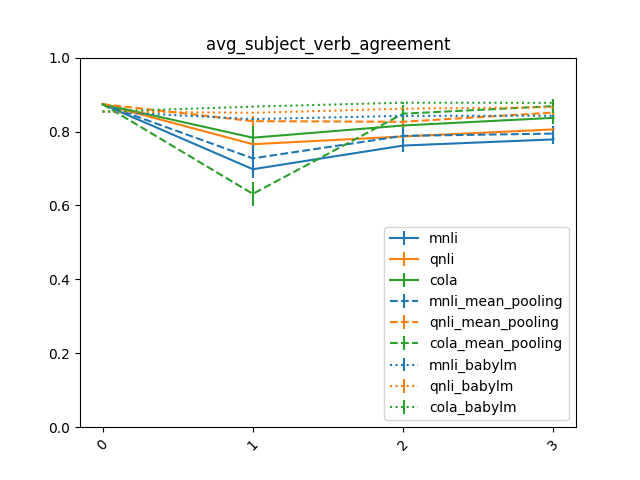 avg_subject_verb_agreement
1.0
0.8
0.6
0.4
0.2
0.0
0
1
2
3
mnli
qnli
cola
mnli_mean_pooling
qnli_mean_pooling
cola_mean_pooling
mnli_babylm
qnli_babylm
cola_babylm